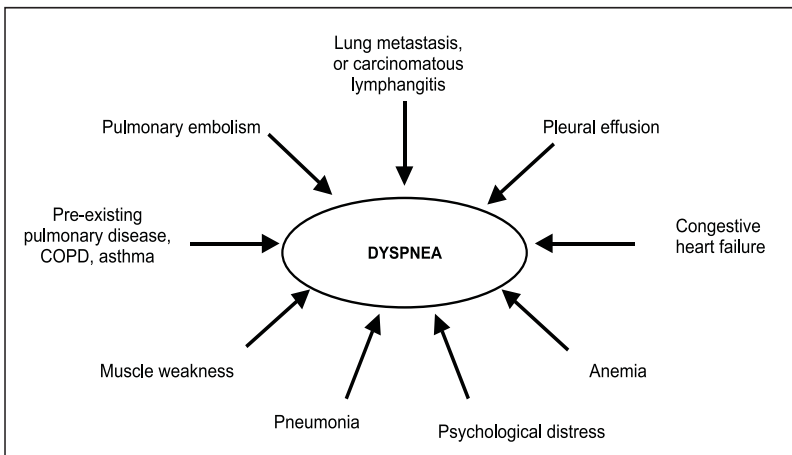 Lung metastasis,
or carcinomatous
lymphangitis
Pulmonary embolism
Pleural effusion
Pre-existing
pulmonary disease,
COPD, asthma
DYSPNEA
Congestive
heart failure
Muscle weakness
Anemia
Pneumonia
Psychological distress